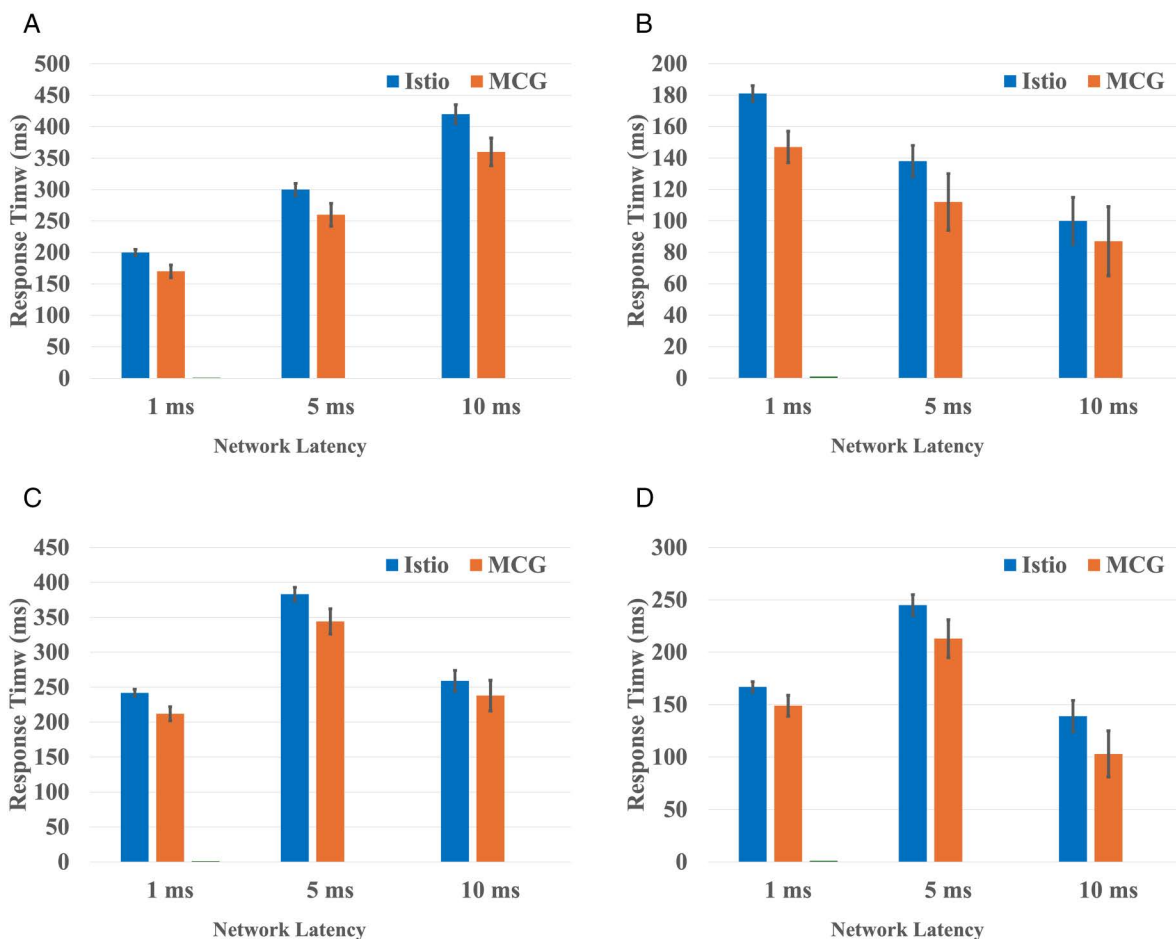 A
Response Timw (ms)
500
450
400
350
300
250
200
150
100
50
0
Istio MCG
1 ms 5 ms 10 ms
Network Latency
B
Response Timw (ms)
200
180
160
140
120
100
80
60
40
20
0
Istio MCG
1 ms 5 ms 10 ms
Network Latency
C
Response Timw (ms)
450
400
350
300
250
200
150
100
50
0
Istio MCG
1 ms 5 ms 10 ms
Network Latency
D
Response Timw (ms)
300
250
200
150
100
50
0
Istio MCG
1 ms 5 ms 10 ms
Network Latency